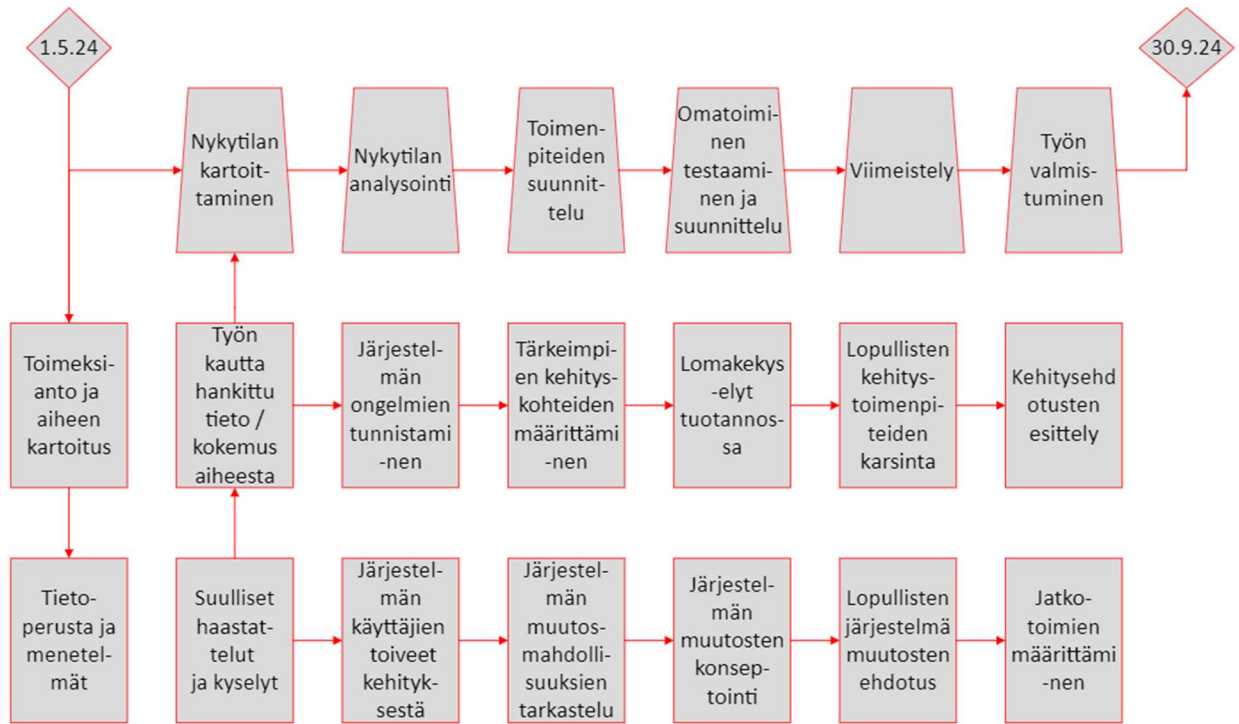 1.5.24
30.9.24
Nykytilan
kartoit-
taminen
Nykytilan
analysointi
Toimen-
piteiden
suunnit-
telu
Omatoimi-
nen
testaami-
nen ja
suunnittelu
Viimeistely
Työn
valmis-
tuminen
Toimeksi-
anto ja
aiheen
kartoitus
Työn
kautta
hankittu
tieto /
kokemus
aiheesta
Järjestel-
män
ongelmien
tunnistami
-nen
Tärkeimpi-
en kehitys-
kohteiden
määrittämi
-nen
Lomakekys
-elyt
tuotannos-
sa
Lopullisten
kehitys-
toimenpi-
teiden
karsinta
Kehitysehd
otusten
esittely
Tieto-
perusta ja
menetel-
mät
Suulliset
haastat-
telut
ja kyselyt
Järjestel-
män
käyttäjien
toiveet
kehityk-
sestä
Järjestel-
män
muutos-
mahdolli-
suuksien
tarkastelu
Järjestel-
män
muutosten
konsep-
tointi
Lopullisten
järjestelmä
muutosten
ehdotus
Jatko-
toimien
määrittämi
-nen